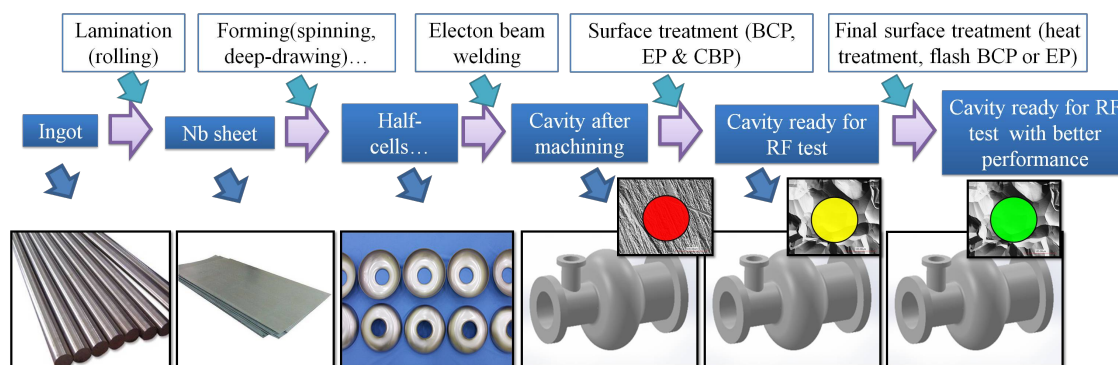 Lamination
(rolling)
Forming(spinning,
deep-drawing)…
Electon beam
welding
Surface treatment (BCP,
EP & CBP)
Final surface treatment (heat
treatment, flash BCP or EP)
Ingot
Nb sheet
Half-
cells…
Cavity after
machining
Cavity ready for
RF test
Cavity ready for RF
test with better
performance